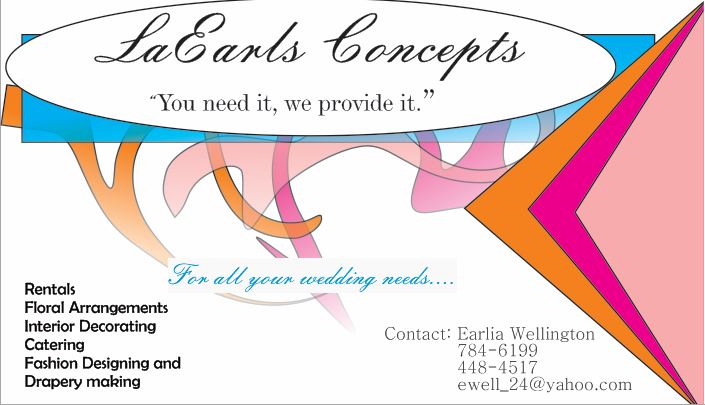 LaEarls Concepts
“You need it, we provide it.”
For all your wedding needs....
Rentals
Floral Arrangements
Interior Decorating
Catering
Fashion Designing and
Drapery making
Contact: Earlia Wellington
784-6199
448-4517
ewell_24@yahoo.com